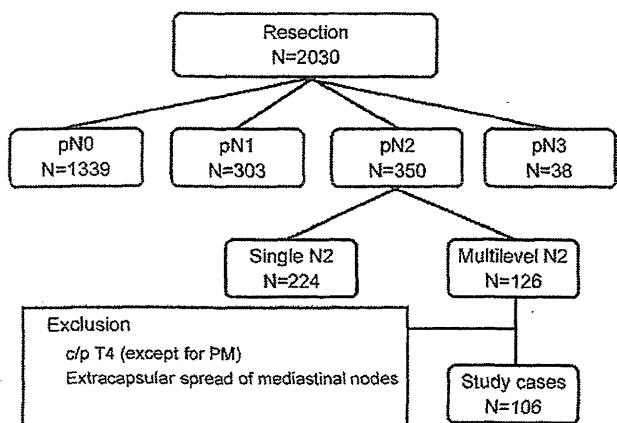 Resection
N=2030
pN0
N=1339
pN1
N=303
pN2
N=350
pN3
N=38
Single N2
N=224
Multilevel N2
N=126
Exclusion
c/p T4 (except for PM)
Extracapsular spread of mediastinal nodes
Study cases
N=106